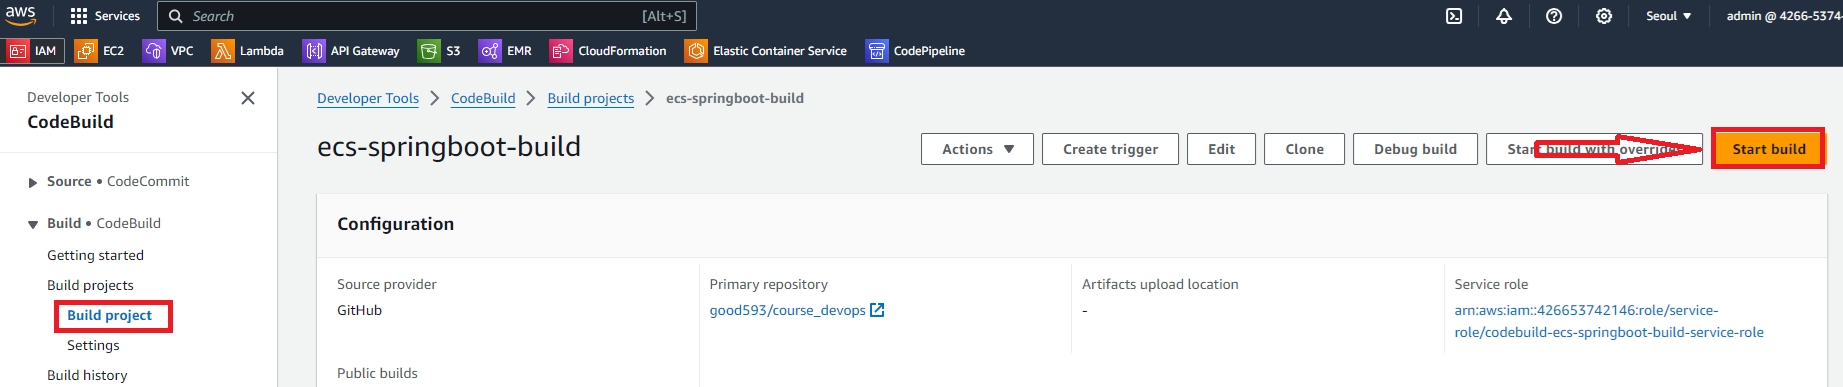 aws Services Search [Alt+S] Seoul ▼ admin @ 4266-5374-
IAM EC2 VPC Lambda API Gateway S3 EMR CloudFormation Elastic Container Service CodePipeline
Developer Tools
CodeBuild
Source • CodeCommit
Build • CodeBuild
Getting started
Build projects
Build project
Settings
Build history
Developer Tools > CodeBuild > Build projects > ecs-springboot-build
ecs-springboot-build
Actions ▼ Create trigger Edit Clone Debug build Start build with overrides Start build
Configuration
Source provider
GitHub
Primary repository
good593/course_devops
Artifacts upload location
-
Service role
arn:aws:iam::426653742146:role/service-
role/codebuild-ecs-springboot-build-service-role
Public builds